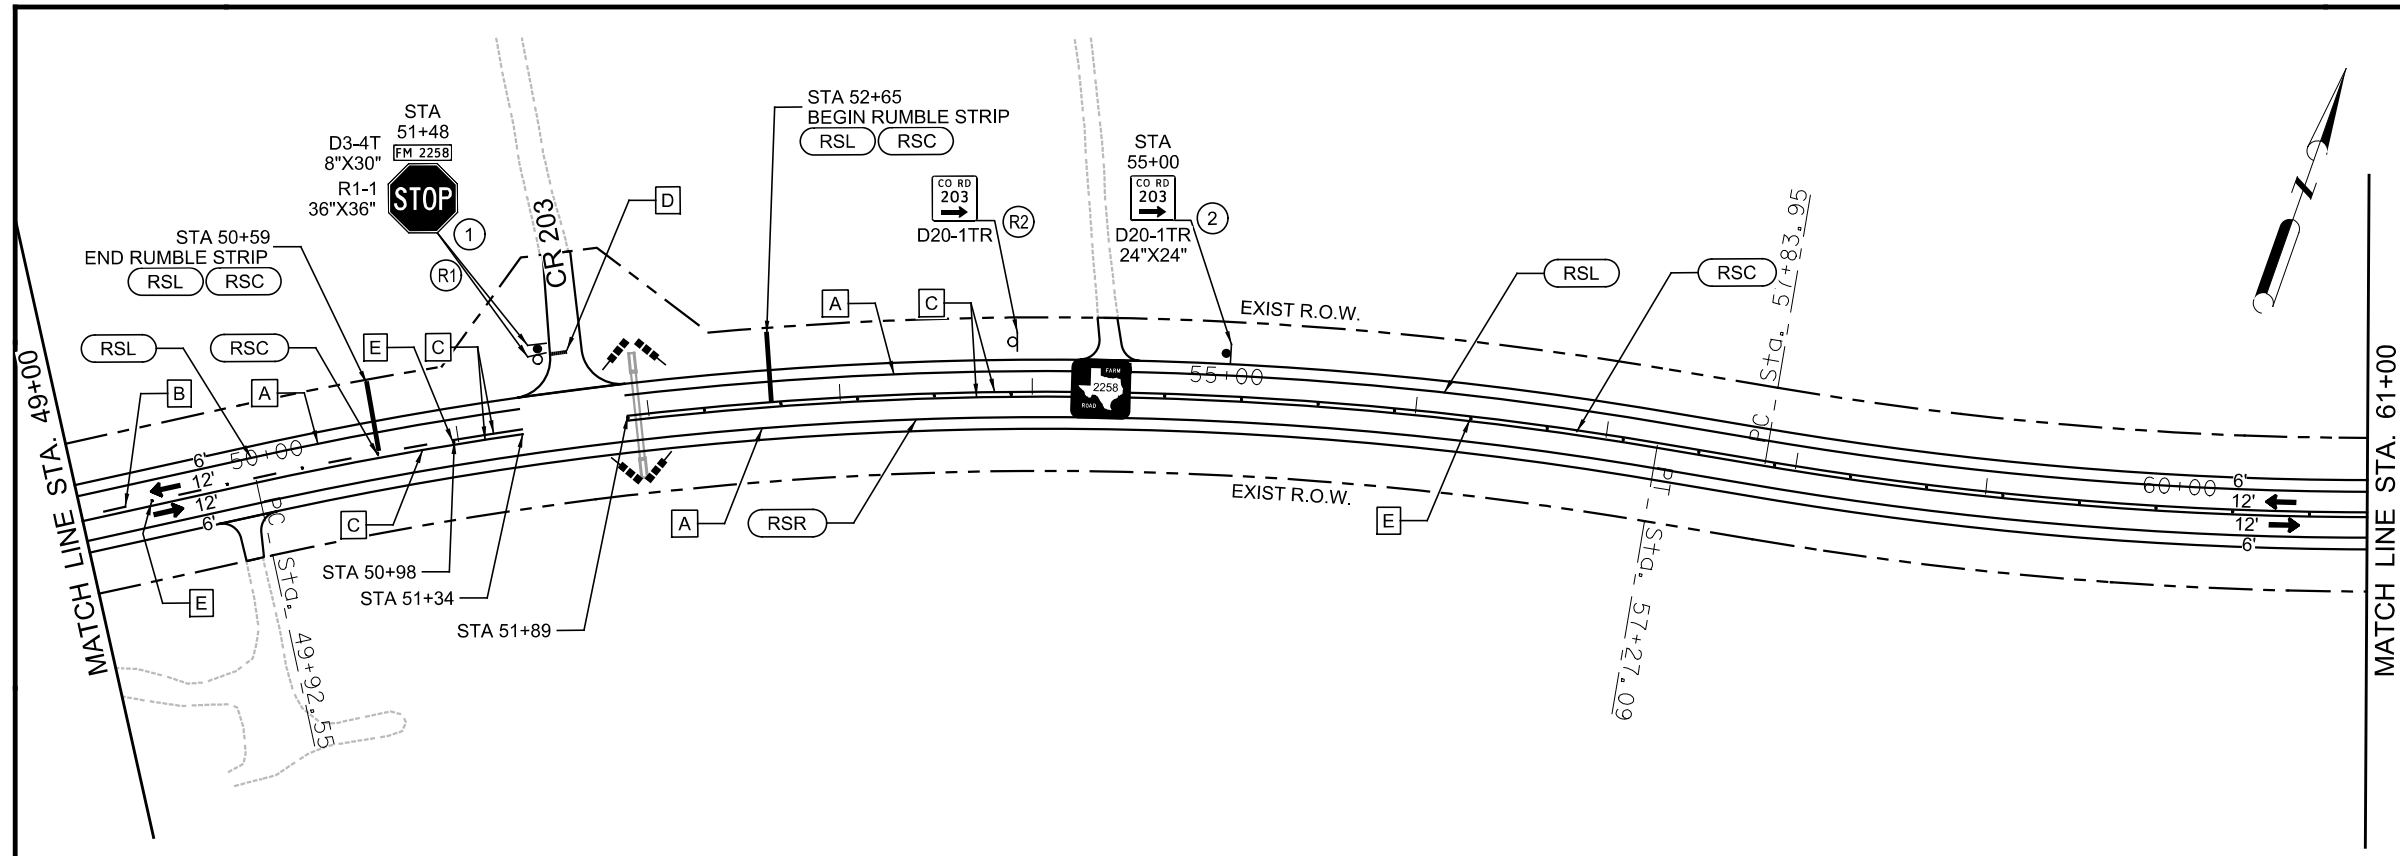 STA
51+48
D3-4T
8"X30"
FM 2258
R1-1
36"X36"
STOP
1
R1
STA 50+59
END RUMBLE STRIP
RSL
RSC
CR 203
D
STA 52+65
BEGIN RUMBLE STRIP
RSL
RSC
CO RD
203
D20-1TR
R2
STA
55+00
CO RD
203
D20-1TR
24"X24"
2
EXIST R.O.W.
RSL
RSC
PC Sta. 57+83.95
N
RSL
RSC
E
C
B
A
A
C
6'
12'
12'
6'
50+00
55+00
FARM
2258
ROAD
60+00
6'
12'
12'
6'
MATCH LINE STA. 49+00
E
PC Sta. 49+92.55
C
STA 50+98
STA 51+34
STA 51+89
A
RSR
EXIST R.O.W.
E
PT Sta. 57+27.09
MATCH LINE STA. 61+00